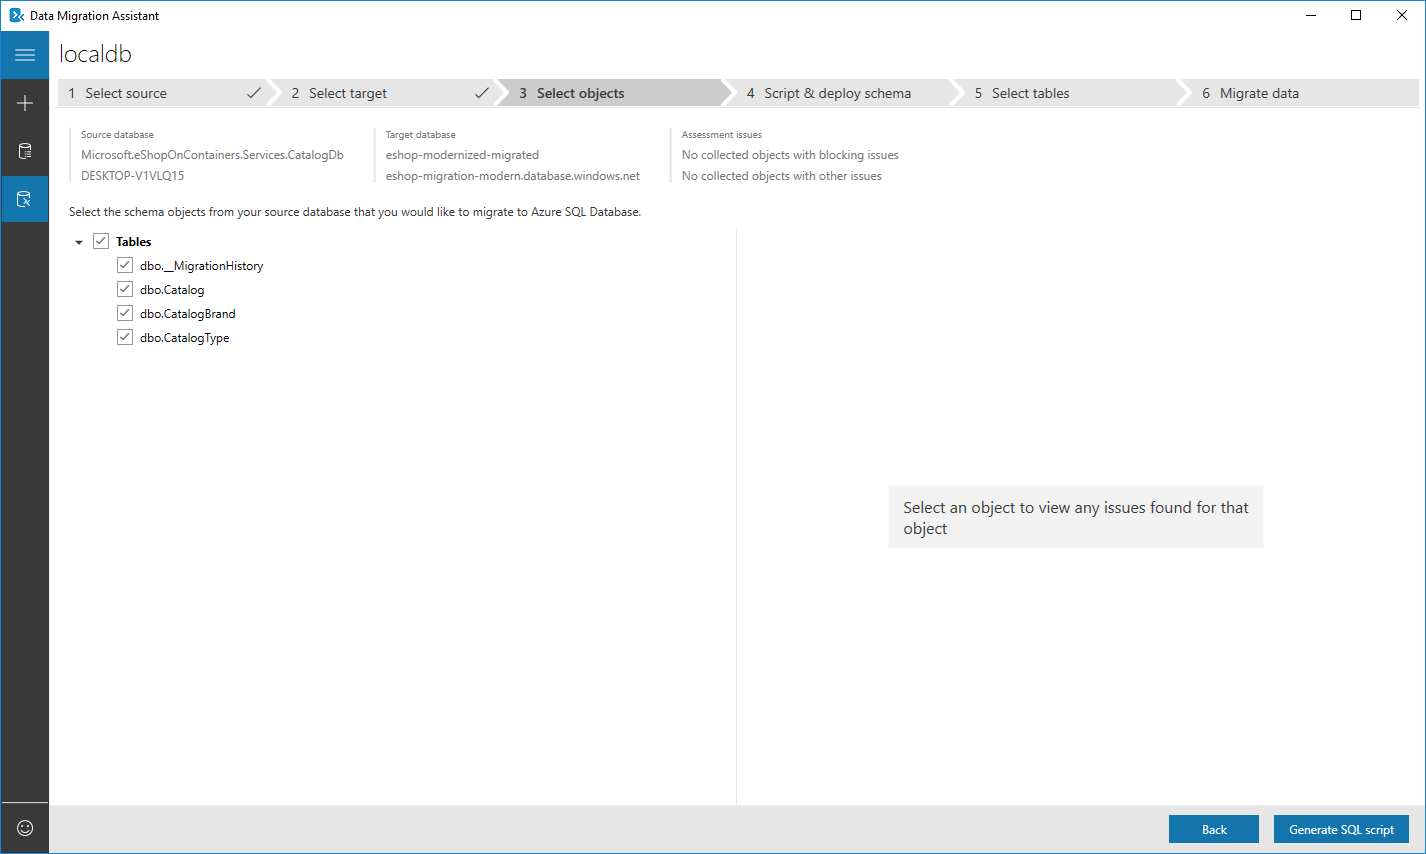 Data Migration Assistant
localdb
1 Select source
2 Select target
3 Select objects
4 Script & deploy schema
5 Select tables
6 Migrate data
Source database
Microsoft.eShopOnContainers.Services.CatalogDb
DESKTOP-V1VLQ15
Target database
eshop-modernized-migrated
eshop-migration-modern.database.windows.net
Assessment issues
No collected objects with blocking issues
No collected objects with other issues
Select the schema objects from your source database that you would like to migrate to Azure SQL Database.
Tables
dbo.__MigrationHistory
dbo.Catalog
dbo.CatalogBrand
dbo.CatalogType
Select an object to view any issues found for that
object
Back
Generate SQL script